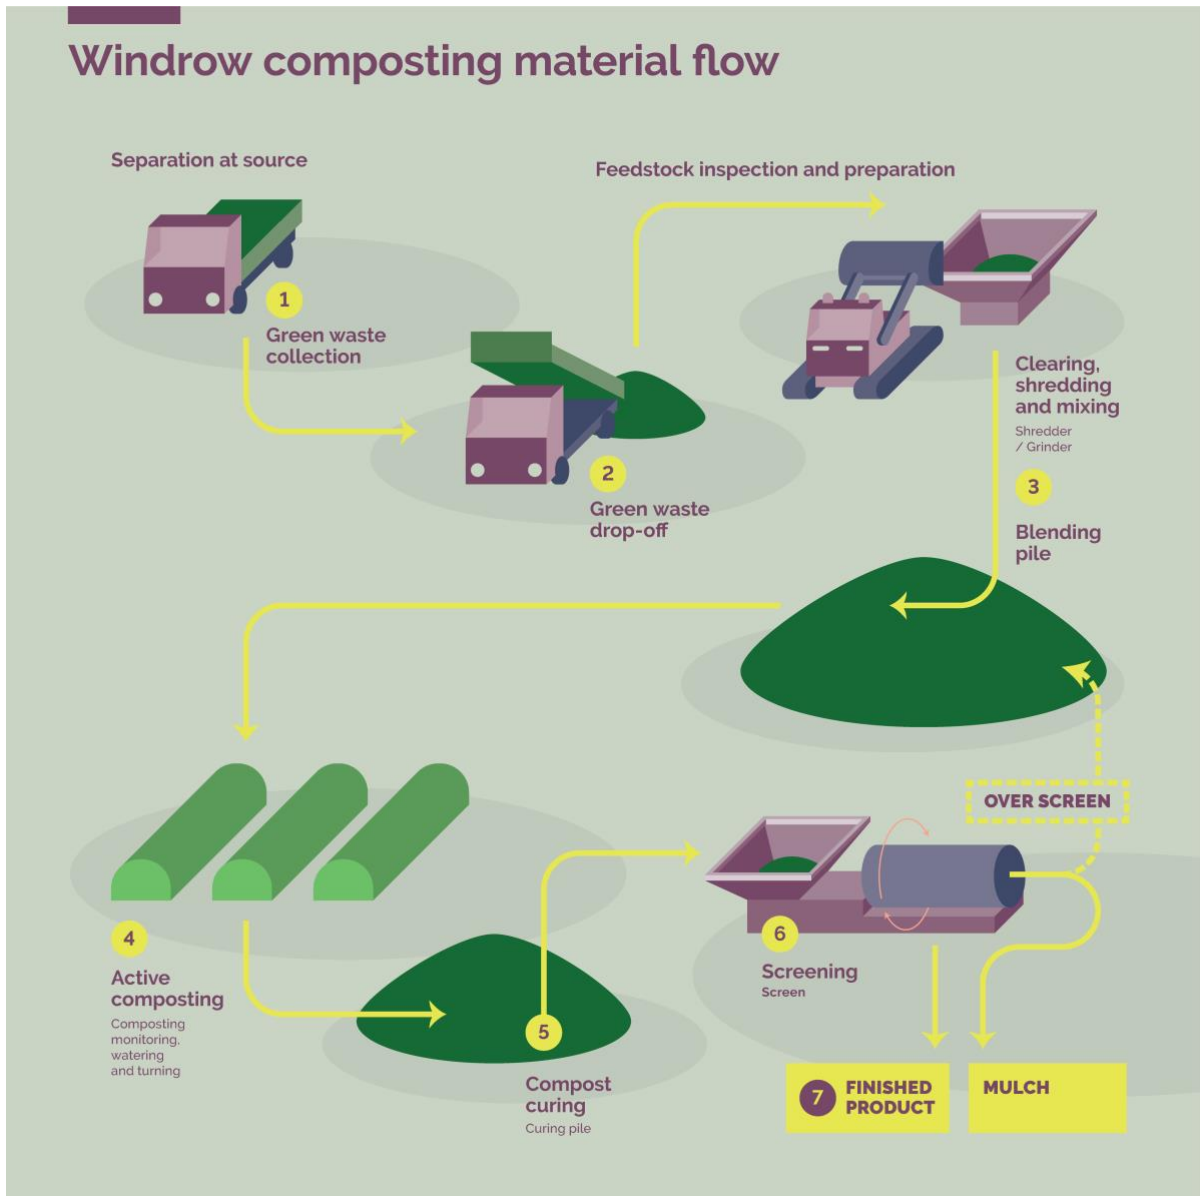 Windrow composting material flow
Separation at source
Feedstock inspection and preparation
1
Green waste
collection
2
Green waste
drop-off
Clearing,
shredding
and mixing
Shredder
/ Grinder
3
Blending
pile
OVER SCREEN
4
Active
composting
Composting
monitoring,
watering
and turning
5
Compost
curing
Curing pile
6
Screening
Screen
7
FINISHED
PRODUCT
MULCH